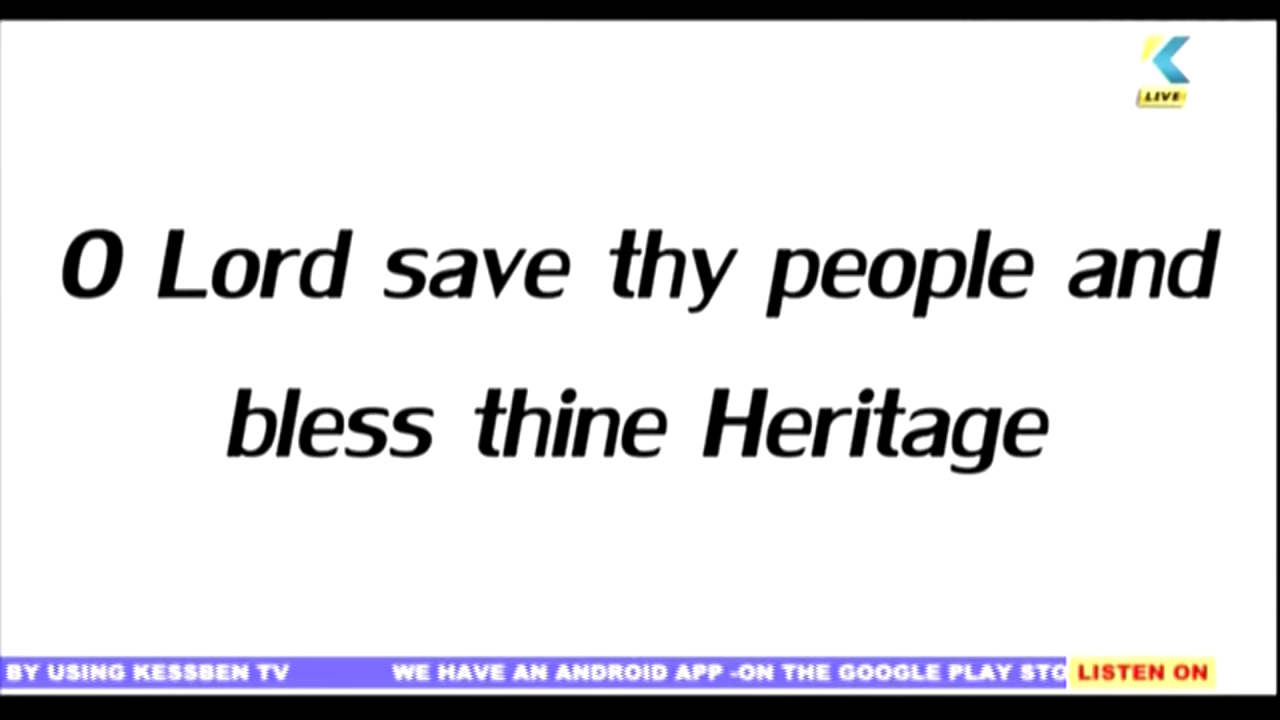 LIVE
O Lord save thy people and
bless thine Heritage
BY USING KESSBEN TV WE HAVE AN ANDROID APP -ON THE GOOGLE PLAY STO
LISTEN ON